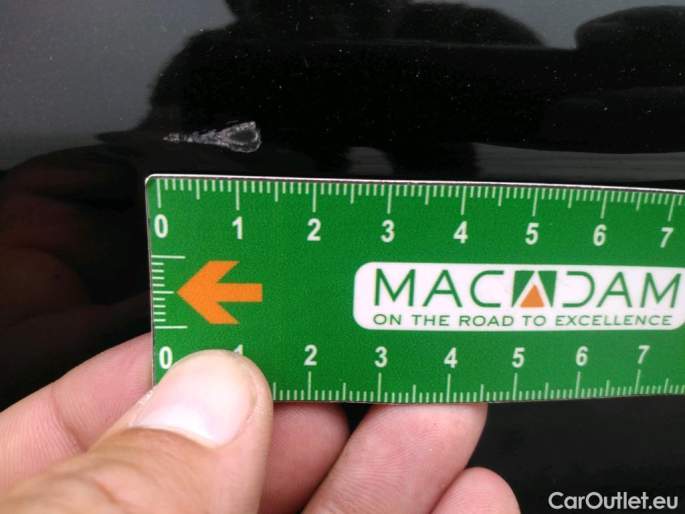 0 1 2 3 4 5 6 7
MACADAM
ON THE ROAD TO EXCELLENCE
0 1 2 3 4 5 6 7
CarOutlet.eu